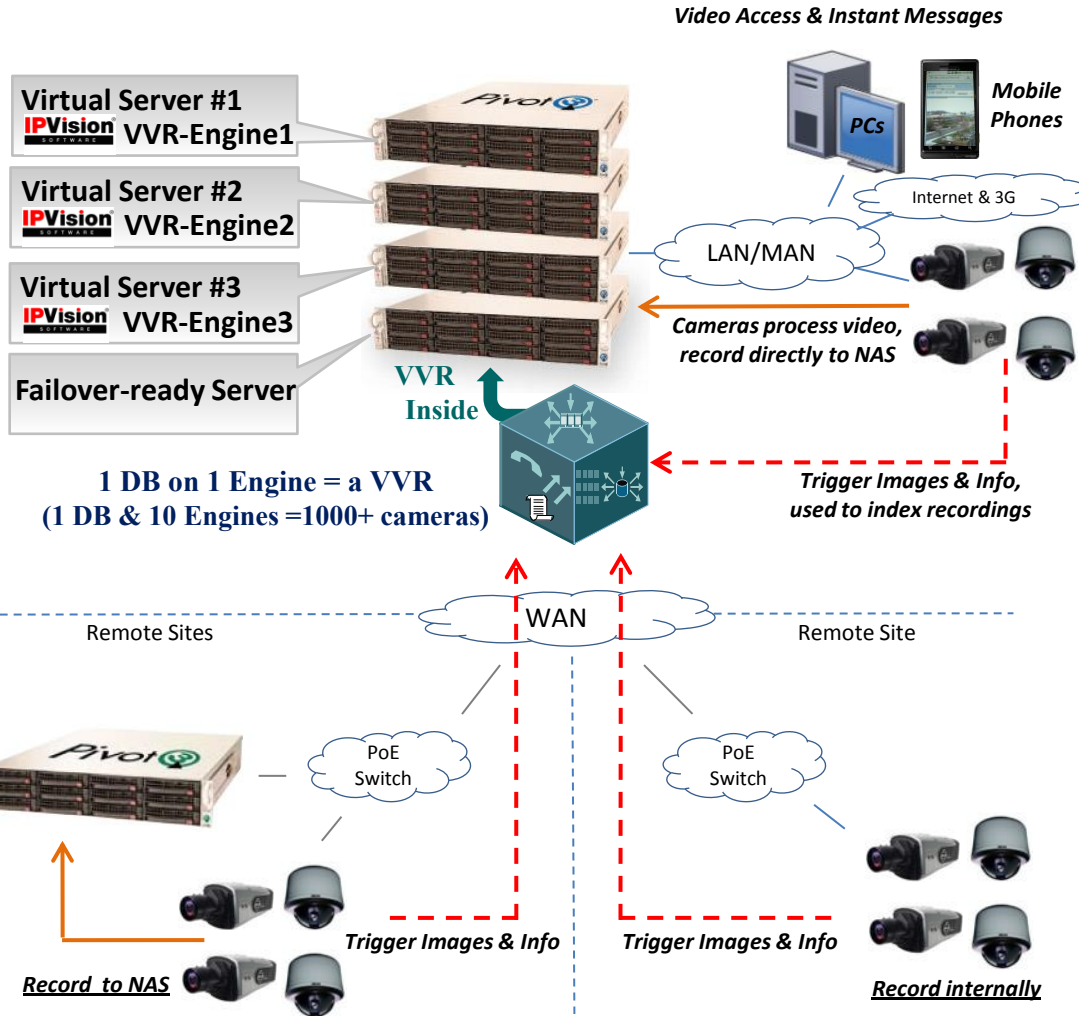 Video Access & Instant Messages
Virtual Server #1
IPVision SOFTWARE VVR-Engine1
Virtual Server #2
IPVision SOFTWARE VVR-Engine2
Virtual Server #3
IPVision SOFTWARE VVR-Engine3
Failover-ready Server
Pivot3
PCs
Mobile
Phones
Internet & 3G
LAN/MAN
Cameras process video,
record directly to NAS
VVR
Inside
1 DB on 1 Engine = a VVR
(1 DB & 10 Engines =1000+ cameras)
Trigger Images & Info,
used to index recordings
WAN
Remote Sites
Remote Site
Pivot3
PoE
Switch
PoE
Switch
Trigger Images & Info
Trigger Images & Info
Record to NAS
Record internally